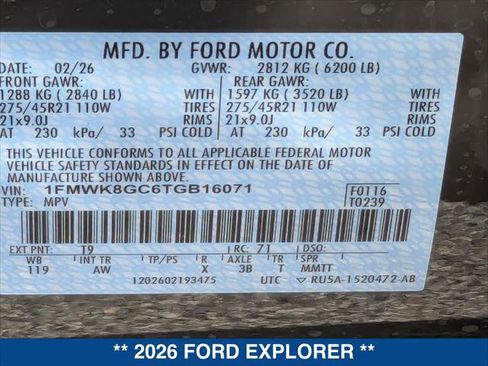 MFD. BY FORD MOTOR CO.
DATE: 02/26 GVWR: 2812 KG ( 6200 LB)
FRONT GAWR: REAR GAWR:
1288 KG ( 2840 LB) WITH 1597 KG ( 3520 LB) WITH
275/45R21 110W TIRES 275/45R21 110W TIRES
21x9.0J RIMS 21x9.0J RIMS
AT 230 kPa/ 33 PSI COLD AT 230 kPa/ 33 PSI COLD
THIS VEHICLE CONFORMS TO ALL APPLICABLE FEDERAL MOTOR
VEHICLE SAFETY AND THEFT PREVENTION STANDARDS IN EFFECT
ON THE DATE OF MANUFACTURE SHOWN ABOVE.
VIN: 1FMWK8GC6TGB16071 F0116
TYPE: MPV T0239
EXT PNT: T9 RC: 71 DSO:
WB INT TR TP/PS R AXLE TR SPR
119 AW X 3B T MMTT
1202602193475 UTC ▽ RU5A-1520472-AB
** 2026 FORD EXPLORER **